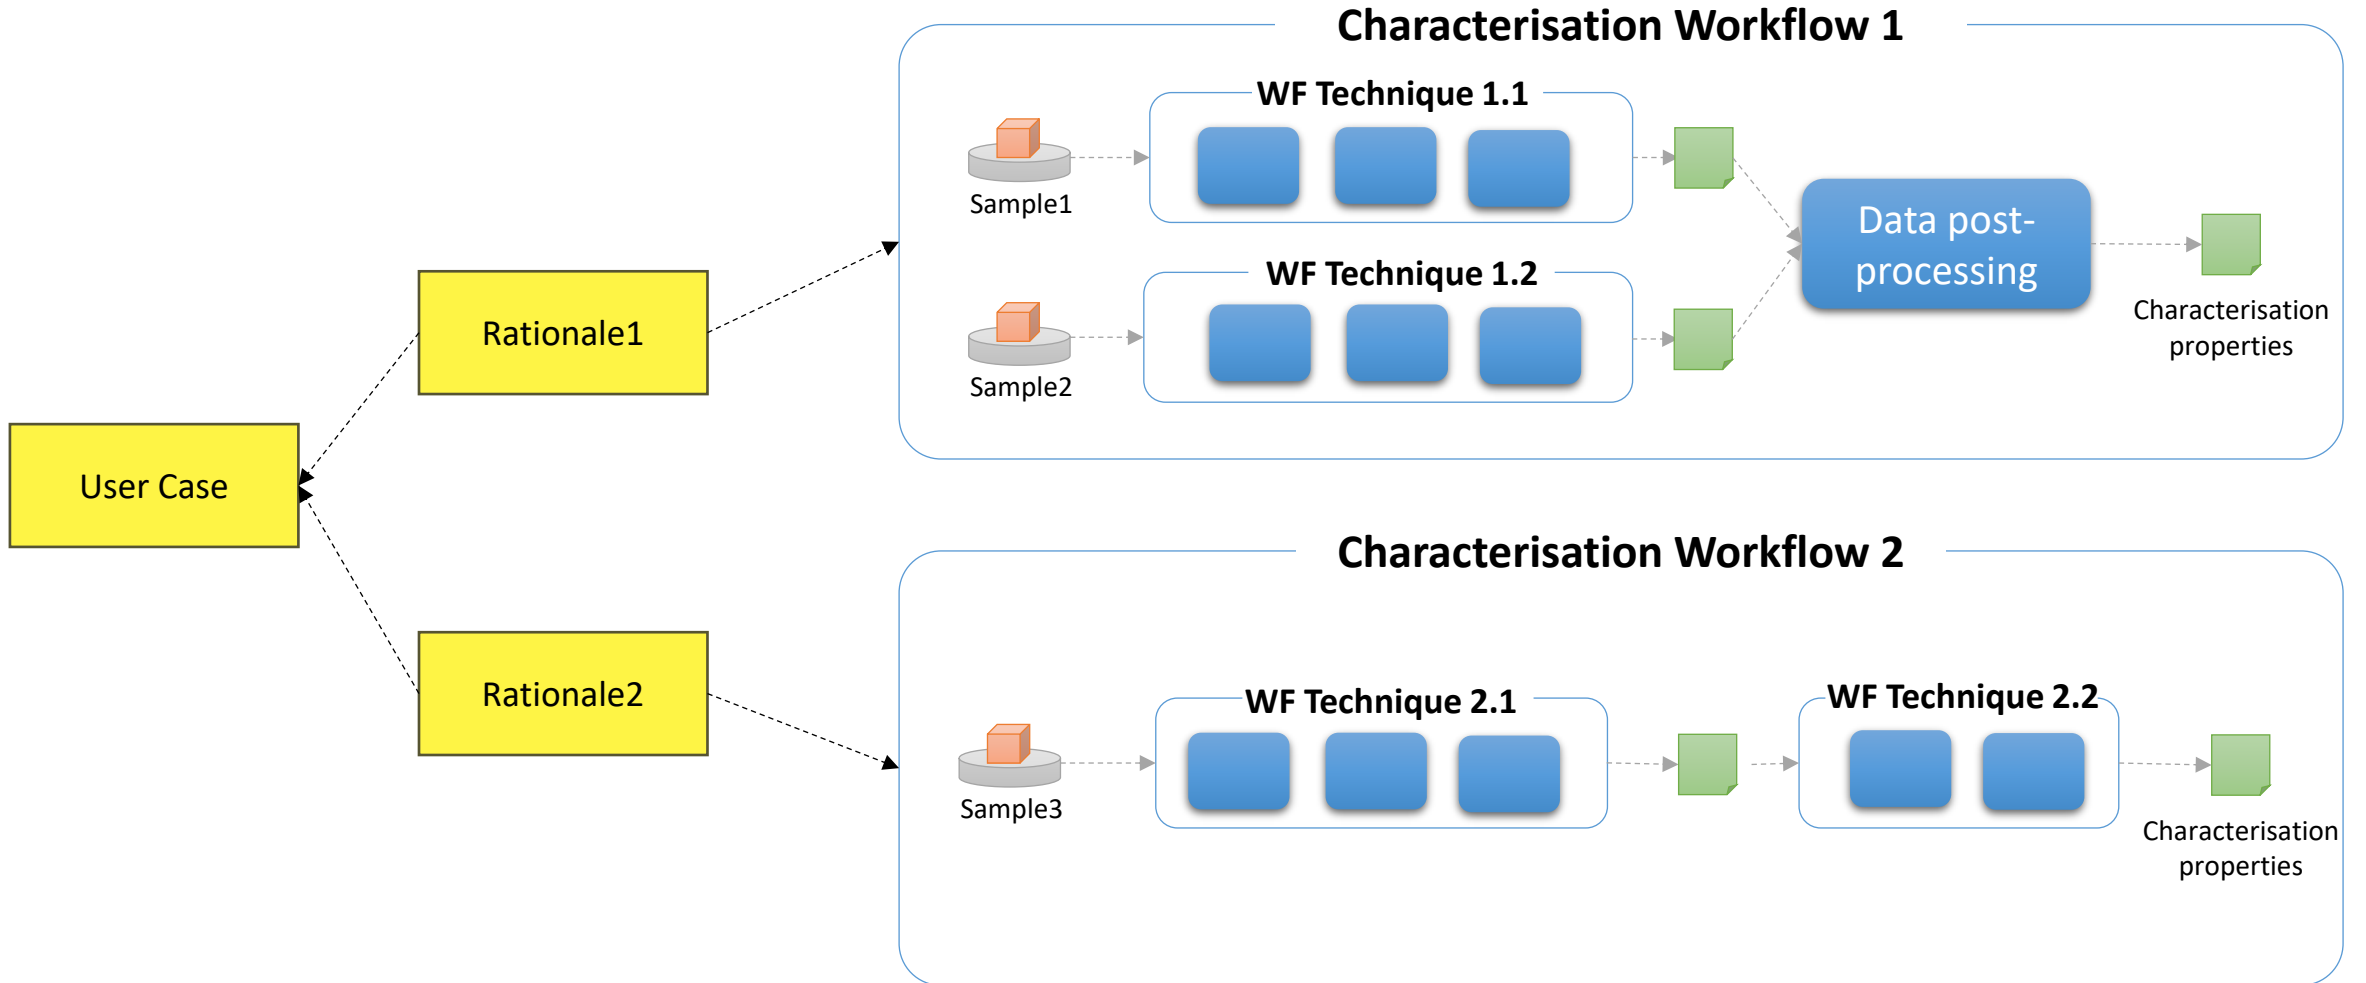 Characterisation Workflow 1
WF Technique 1.1
Sample1
Data post-
processing
WF Technique 1.2
Characterisation
properties
Sample2
Rationale1
User Case
Characterisation Workflow 2
Rationale2
WF Technique 2.1
WF Technique 2.2
Sample3
Characterisation
properties